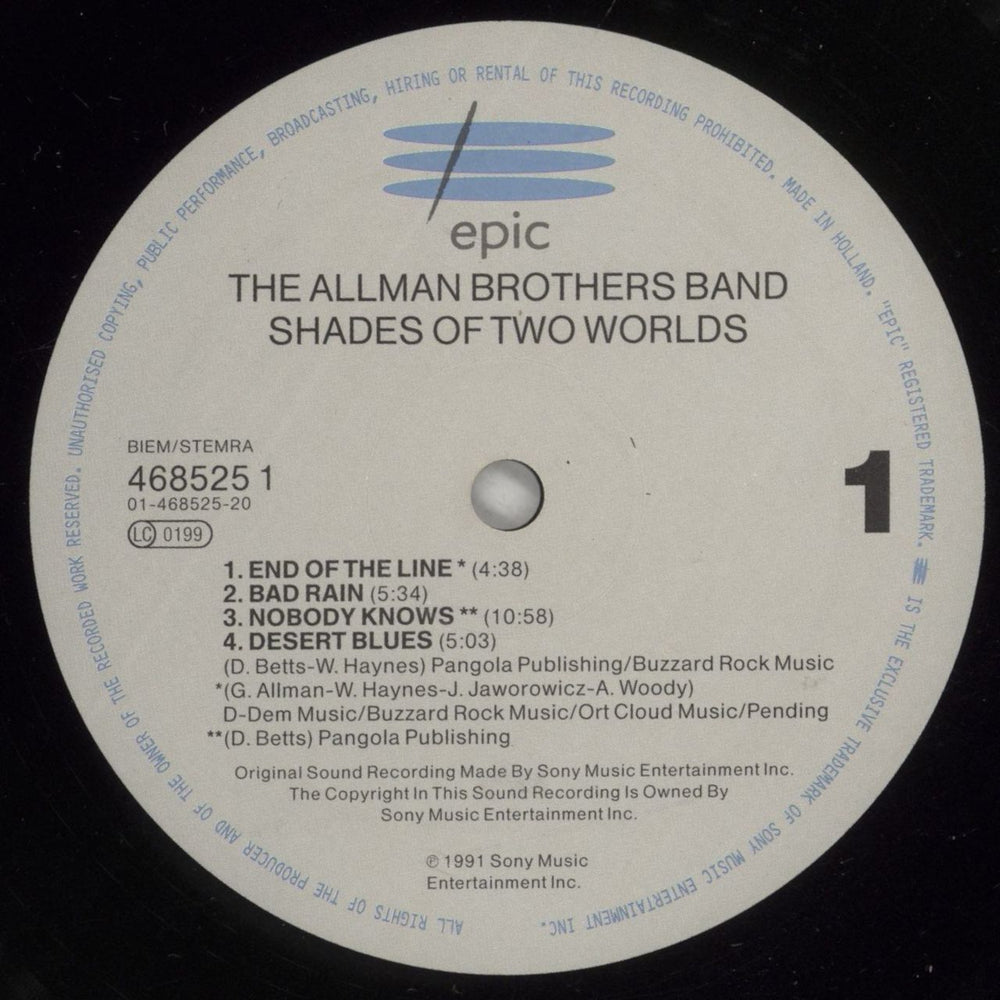 ALL RIGHTS OF THE PRODUCER AND OF THE OWNER OF THE RECORDED WORK RESERVED. UNAUTHORISED COPYING, PUBLIC PERFORMANCE, BROADCASTING, HIRING OR RENTAL OF THIS RECORDING PROHIBITED. MADE IN HOLLAND. "EPIC" REGISTERED TRADEMARK. IS THE EXCLUSIVE TRADEMARK OF SONY MUSIC ENTERTAINMENT INC.
epic
THE ALLMAN BROTHERS BAND
SHADES OF TWO WORLDS
BIEM/STEMRA
468525 1
01-468525-20
LC 0199
1
1. END OF THE LINE * (4:38)
2. BAD RAIN (5:34)
3. NOBODY KNOWS ** (10:58)
4. DESERT BLUES (5:03)
(D. Betts-W. Haynes) Pangola Publishing/Buzzard Rock Music
*(G. Allman-W. Haynes-J. Jaworowicz-A. Woody)
D-Dem Music/Buzzard Rock Music/Ort Cloud Music/Pending
**(D. Betts) Pangola Publishing
Original Sound Recording Made By Sony Music Entertainment Inc.
The Copyright In This Sound Recording Is Owned By
Sony Music Entertainment Inc.
℗ 1991 Sony Music
Entertainment Inc.